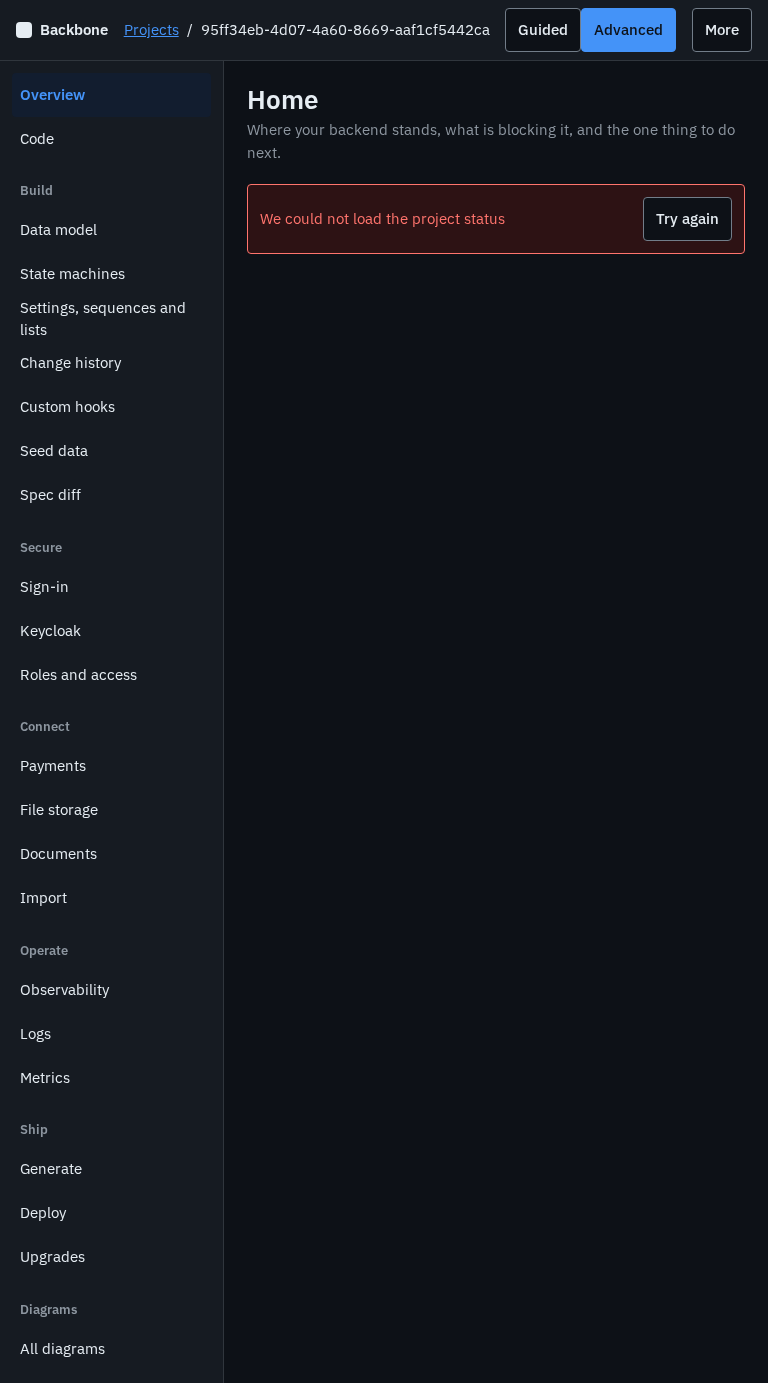 Backbone
Projects / 95ff34eb-4d07-4a60-8669-aaf1cf5442ca
Guided
Advanced
More
Overview
Code
Build
Data model
State machines
Settings, sequences and
lists
Change history
Custom hooks
Seed data
Spec diff
Secure
Sign-in
Keycloak
Roles and access
Connect
Payments
File storage
Documents
Import
Operate
Observability
Logs
Metrics
Ship
Generate
Deploy
Upgrades
Diagrams
All diagrams
Home
Where your backend stands, what is blocking it, and the one thing to do
next.
We could not load the project status
Try again